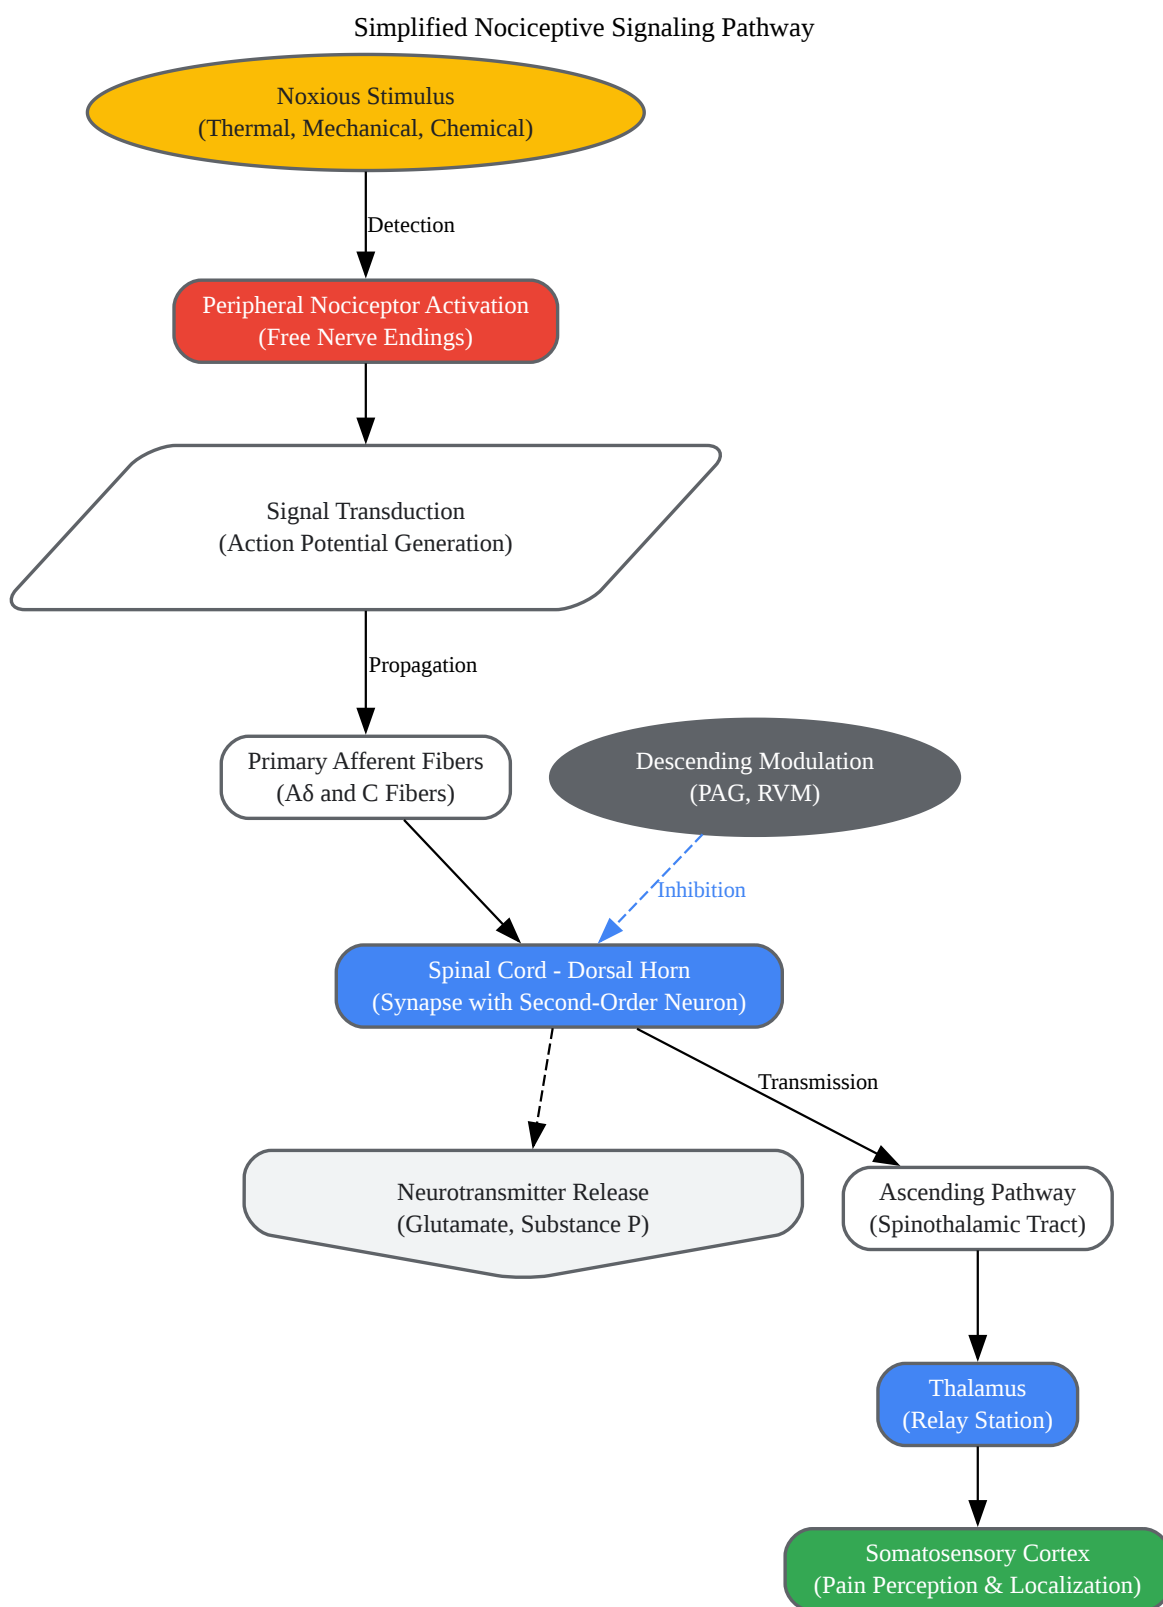 Simplified Nociceptive Signaling Pathway
Noxious Stimulus
(Thermal, Mechanical, Chemical)
Detection
Peripheral Nociceptor Activation
(Free Nerve Endings)
Signal Transduction
(Action Potential Generation)
Propagation
Primary Afferent Fibers
(Aδ and C Fibers)
Descending Modulation
(PAG, RVM)
Inhibition
Spinal Cord - Dorsal Horn
(Synapse with Second-Order Neuron)
Transmission
Neurotransmitter Release
(Glutamate, Substance P)
Ascending Pathway
(Spinothalamic Tract)
Thalamus
(Relay Station)
Somatosensory Cortex
(Pain Perception & Localization)